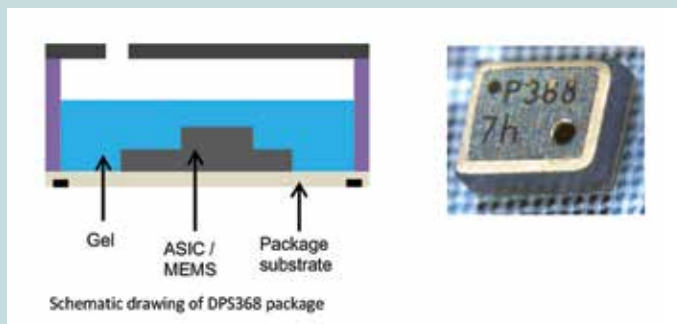 Gel
ASIC /
MEMS
Package
substrate
Schematic drawing of DPS368 package
P368
7h